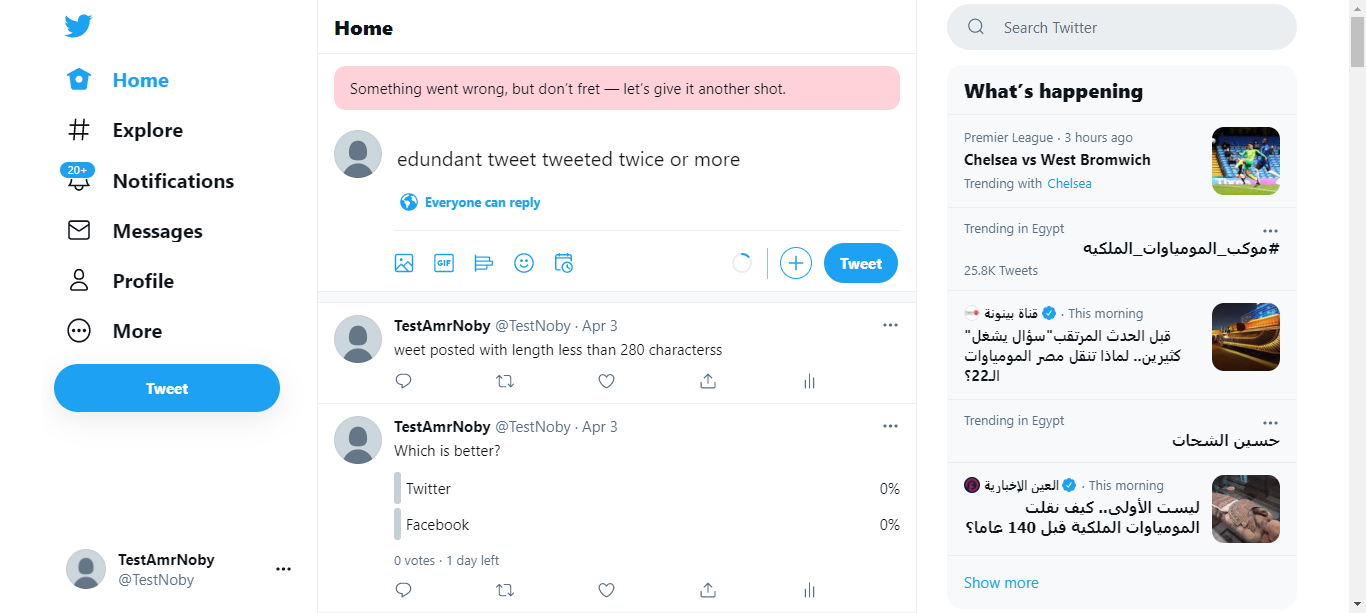 Home
Explore
20+
Notifications
Messages
Profile
More
Tweet
TestAmrNoby
@TestNoby
Home
Something went wrong, but don't fret — let's give it another shot.
edundant tweet tweeted twice or more
Everyone can reply
GIF
Tweet
TestAmrNoby @TestNoby · Apr 3
weet posted with length less than 280 characterss
TestAmrNoby @TestNoby · Apr 3
Which is better?
Twitter 0%
Facebook 0%
0 votes · 1 day left
Search Twitter
What's happening
Premier League · 3 hours ago
Chelsea vs West Bromwich
Trending with Chelsea
Trending in Egypt
#موكب_المومياوات_الملكيه
25.8K Tweets
قناة بينونة · This morning
قبل الحدث المرتقب"سؤال يشغل"
كثيرين.. لماذا تنقل مصر المومياوات
الـ22؟
Trending in Egypt
حسين الشحات
العين الإخبارية · This morning
ليست الأولى.. كيف نقلت
المومياوات الملكية قبل 140 عاما؟
Show more